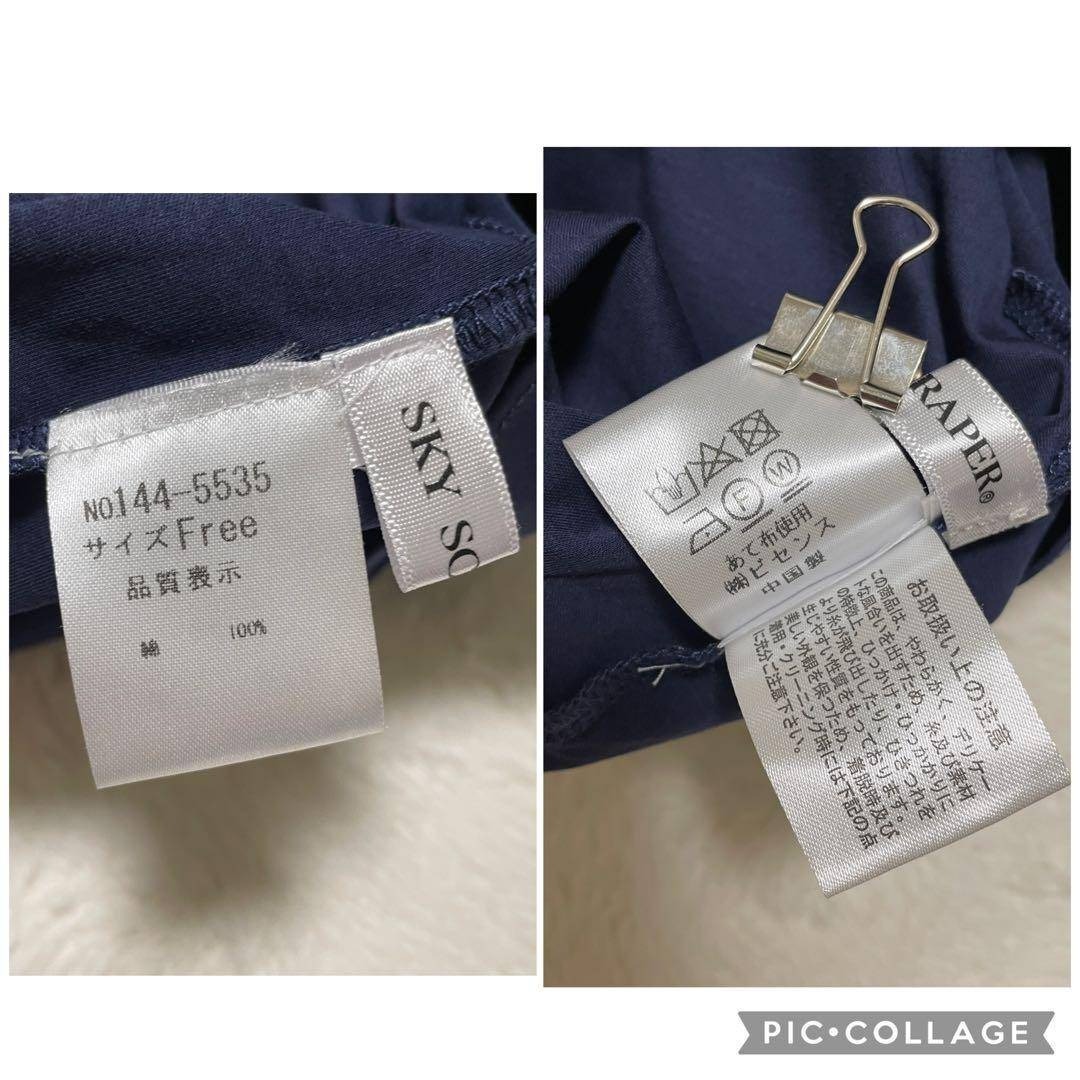 NO144-5535
サイズFree
品質表示
綿 100%
SKY SC
RAPER®
F W
あて布使用
㈱ビセンス
中国製
お取扱い上の注意
この商品は、やわらかく、デリケー
トな風合いを出すため、糸及び素材
の特徴上、ひっかけ・ひっかかりに
より糸が飛び出したり、ひきつれを
生じやすい性質をもっております。
美しい外観を保つため、着脱時及び
着用・クリーニング時には下記の点
に充分ご注意下さい。
PIC•COLLAGE